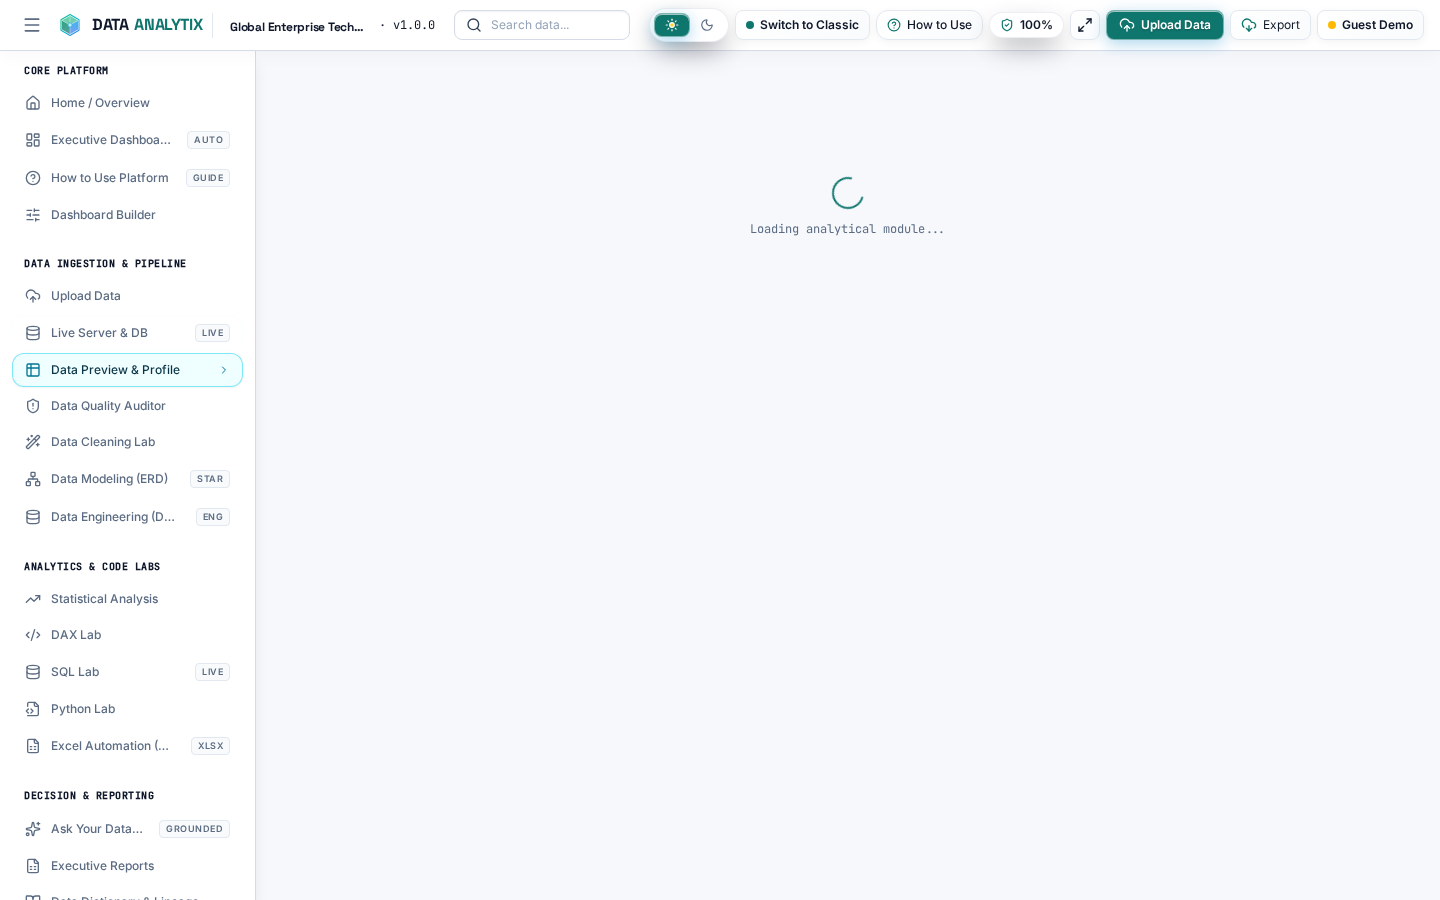 DATA ANALYTIX
Global Enterprise Tech...
· v1.0.0
Search data...
Switch to Classic
How to Use
100%
Upload Data
Export
Guest Demo
CORE PLATFORM
Home / Overview
Executive Dashboa... AUTO
How to Use Platform GUIDE
Dashboard Builder
DATA INGESTION & PIPELINE
Upload Data
Live Server & DB LIVE
Data Preview & Profile
Data Quality Auditor
Data Cleaning Lab
Data Modeling (ERD) STAR
Data Engineering (D... ENG
ANALYTICS & CODE LABS
Statistical Analysis
DAX Lab
SQL Lab LIVE
Python Lab
Excel Automation (... XLSX
DECISION & REPORTING
Ask Your Data... GROUNDED
Executive Reports
Data Dictionary & Lineage
Loading analytical module...